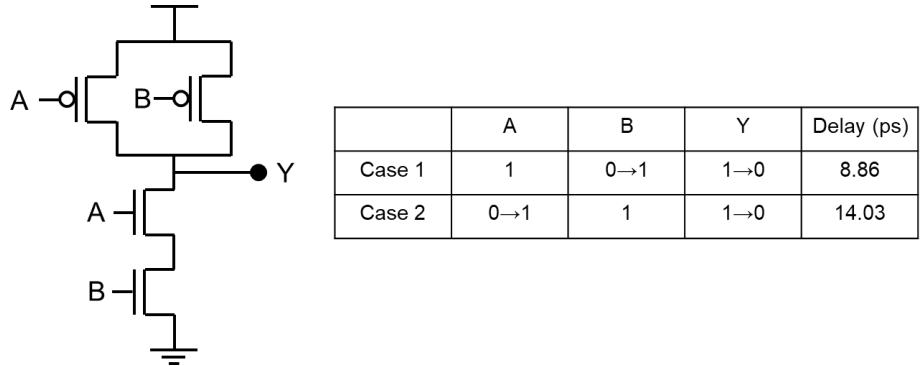 A
B
Y
A
B
A B Y Delay (ps)
Case 1 1 0→1 1→0 8.86
Case 2 0→1 1 1→0 14.03